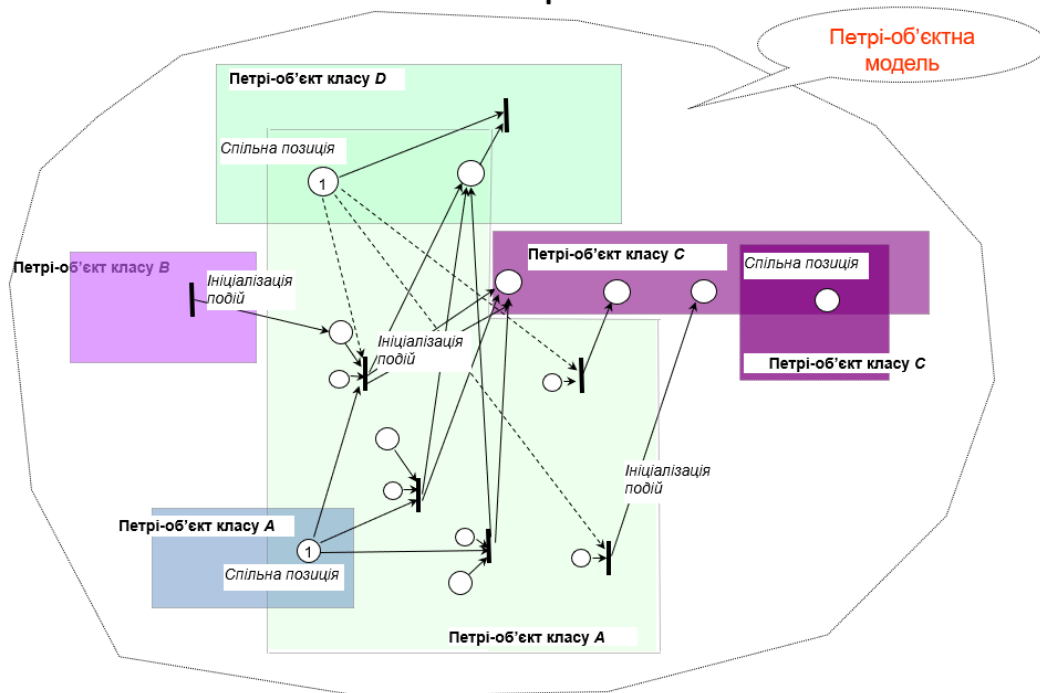 Петрі-об’єктна
модель
Петрі-об’єкт класу D
Спільна позиція
1
Петрі-об’єкт класу B
Ініціалізація
подій
Петрі-об’єкт класу C
Спільна позиція
Ініціалізація
подій
Петрі-об’єкт класу C
Ініціалізація
подій
Петрі-об’єкт класу A
1
Спільна позиція
Петрі-об’єкт класу A